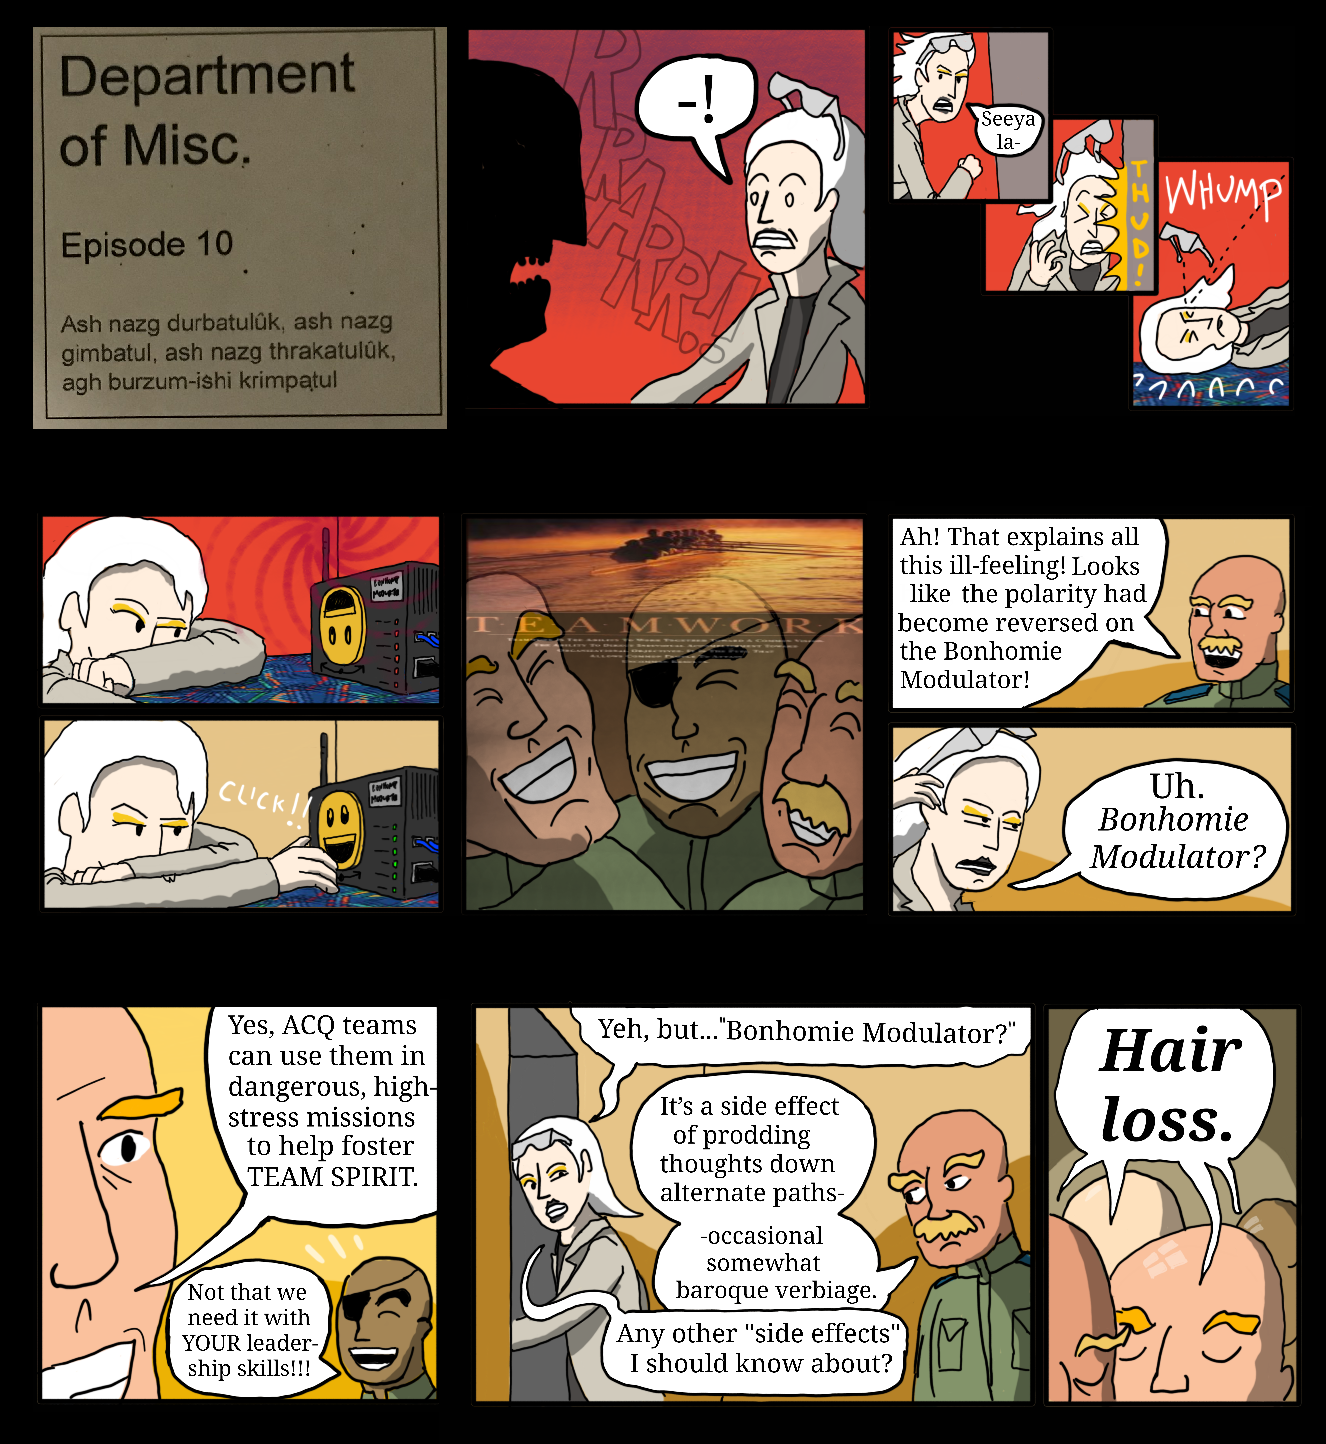 Department
of Misc.
Episode 10
Ash nazg durbatulûk, ash nazg
gimbatul, ash nazg thrakatulûk,
agh burzum-ishi krimpatul
-!
Seeya
la-
THUD!
WHUMP
CLICK!!
TEAMWORK
Ah! That explains all
this ill-feeling! Looks
like the polarity had
become reversed on
the Bonhomie
Modulator!
Uh.
Bonhomie
Modulator?
Yes, ACQ teams
can use them in
dangerous, high-
stress missions
to help foster
TEAM SPIRIT.
Not that we
need it with
YOUR leader-
ship skills!!!
Yeh, but..."Bonhomie Modulator?"
It's a side effect
of prodding
thoughts down
alternate paths-
-occasional
somewhat
baroque verbiage.
Any other "side effects"
I should know about?
Hair
loss.